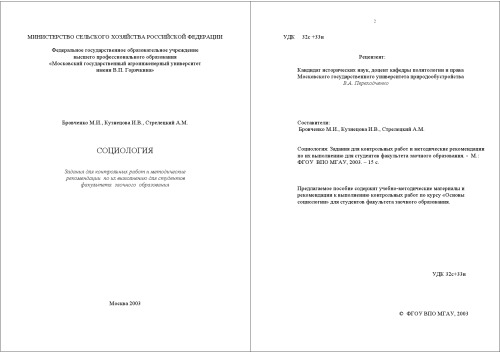 МИНИСТЕРСТВО СЕЛЬСКОГО ХОЗЯЙСТВА РОССИЙСКОЙ ФЕДЕРАЦИИ
Федеральное государственное образовательное учреждение
высшего профессионального образования
«Московский государственный агроинженерный университет
имени В.П. Горячкина»
Бронченко М.И., Кузнецова И.В., Стрелецкий А.М.
СОЦИОЛОГИЯ
Задания для контрольных работ и методические
рекомендации по их выполнению для студентов
факультета заочного образования
Москва 2003
УДК 32с +33и
Рецензент:
Кандидат исторических наук, доцент кафедры политологии и права
Московского государственного университета природообустройства
В.А. Переходченко
Составители:
Бронченко М.И., Кузнецова И.В., Стрелецкий А.М.
Социология: Задания для контрольных работ и методические рекомендации
по их выполнению для студентов факультета заочного образования. - М.:
ФГОУ ВПО МГАУ, 2003. – 15 с.
Предлагаемое пособие содержит учебно-методические материалы и
рекомендации к выполнению контрольных работ по курсу «Основы
социологии» для студентов факультета заочного образования.
УДК 32с+33и
© ФГОУ ВПО МГАУ, 2003